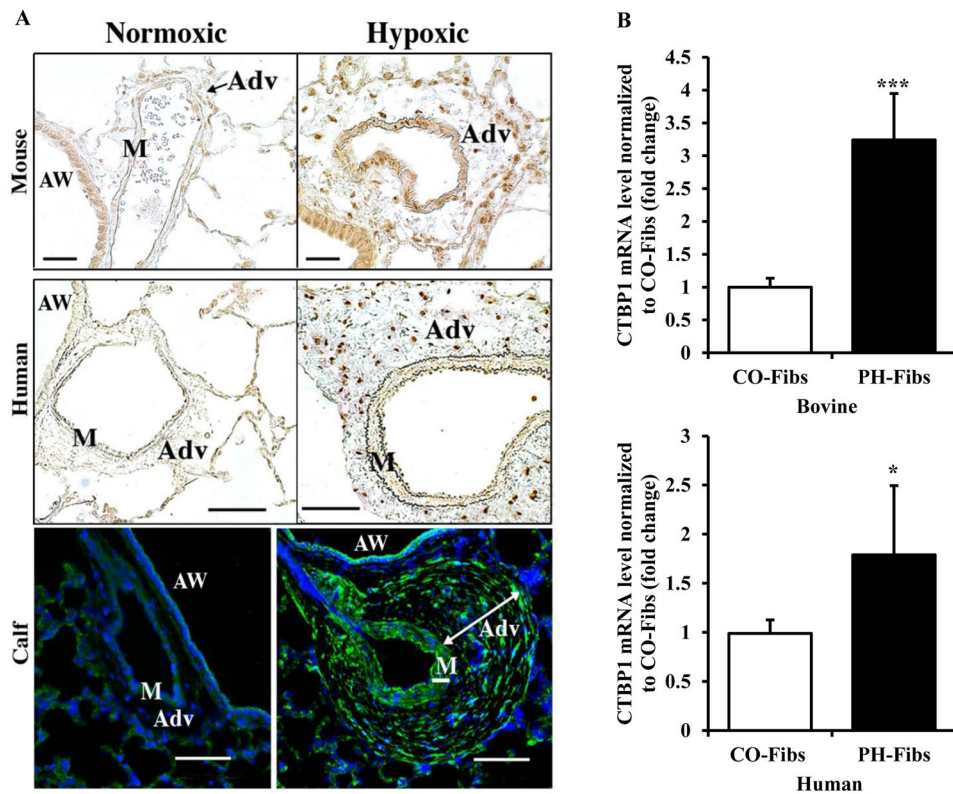 A
Normoxic
Hypoxic
Mouse
Adv
M
AW
Adv
Human
AW
M
Adv
Adv
M
Calf
AW
M
Adv
AW
Adv
M
B
CTBP1 mRNA level normalized
to CO-Fibs (fold change)
4.5
4
3.5
3
2.5
2
1.5
1
0.5
0
***
CO-Fibs
PH-Fibs
Bovine
CTBP1 mRNA level normalized
to CO-Fibs (fold change)
3
2.5
2
1.5
1
0.5
0
*
CO-Fibs
PH-Fibs
Human